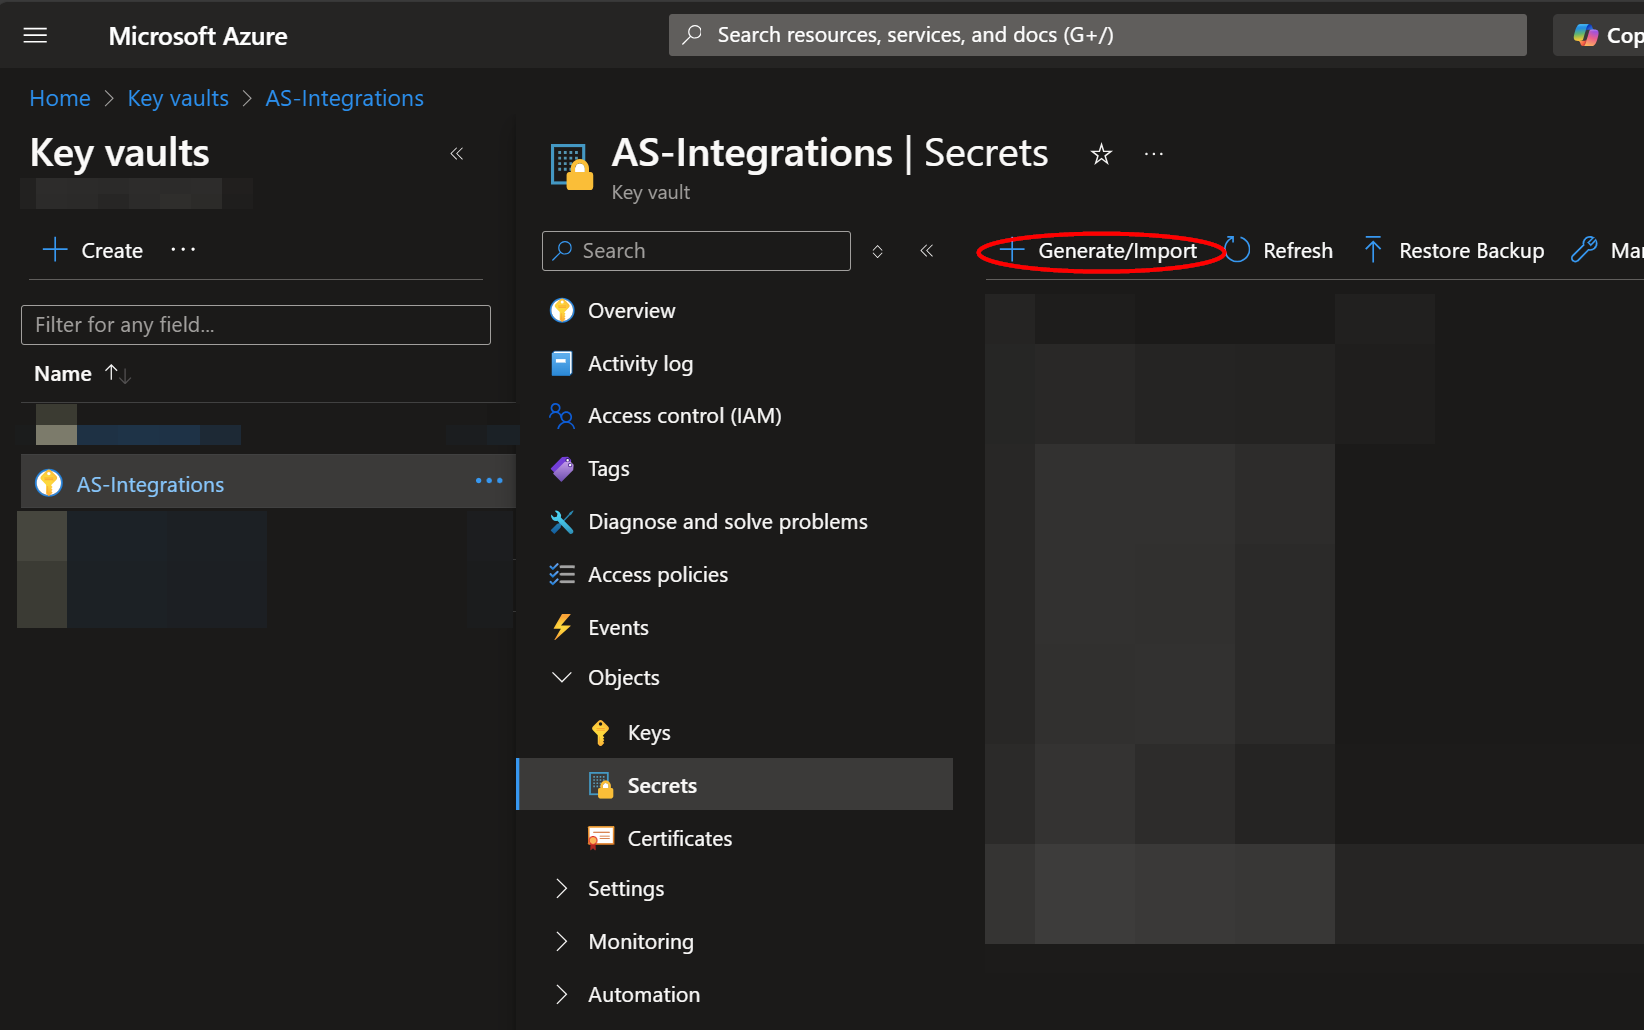 Microsoft Azure
Search resources, services, and docs (G+/)
Cop
Home > Key vaults > AS-Integrations
Key vaults
AS-Integrations | Secrets
Key vault
Create
Search
Generate/Import
Refresh
Restore Backup
Man
Filter for any field...
Name
AS-Integrations
Overview
Activity log
Access control (IAM)
Tags
Diagnose and solve problems
Access policies
Events
Objects
Keys
Secrets
Certificates
Settings
Monitoring
Automation